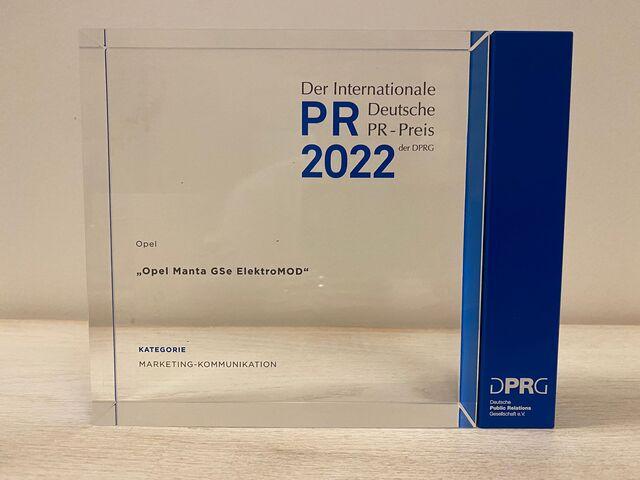 Der Internationale
PR Deutsche
PR-Preis
2022 der DPRG
Opel
„Opel Manta GSe ElektroMOD“
KATEGORIE
MARKETING-KOMMUNIKATION
DPRG
Deutsche
Public Relations
Gesellschaft e.V.